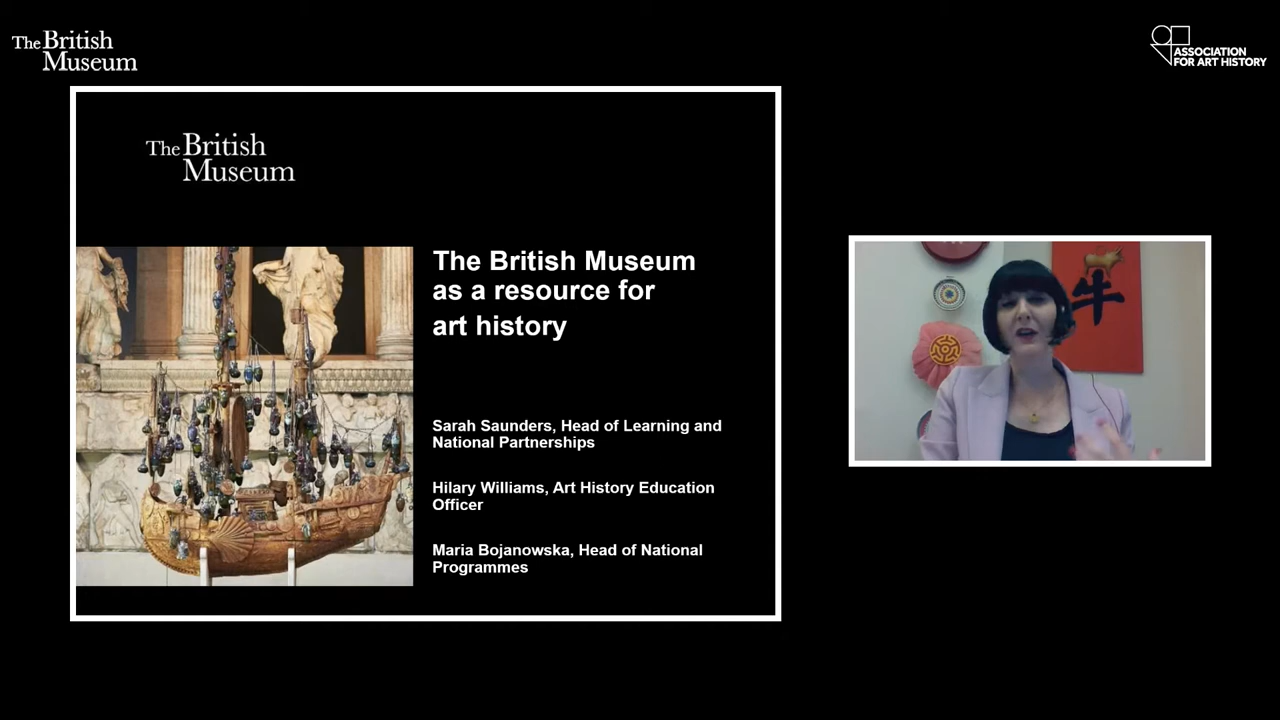 The British
Museum
ASSOCIATION
FOR ART HISTORY
The British
Museum
The British Museum
as a resource for
art history
Sarah Saunders, Head of Learning and
National Partnerships
Hilary Williams, Art History Education
Officer
Maria Bojanowska, Head of National
Programmes
牛